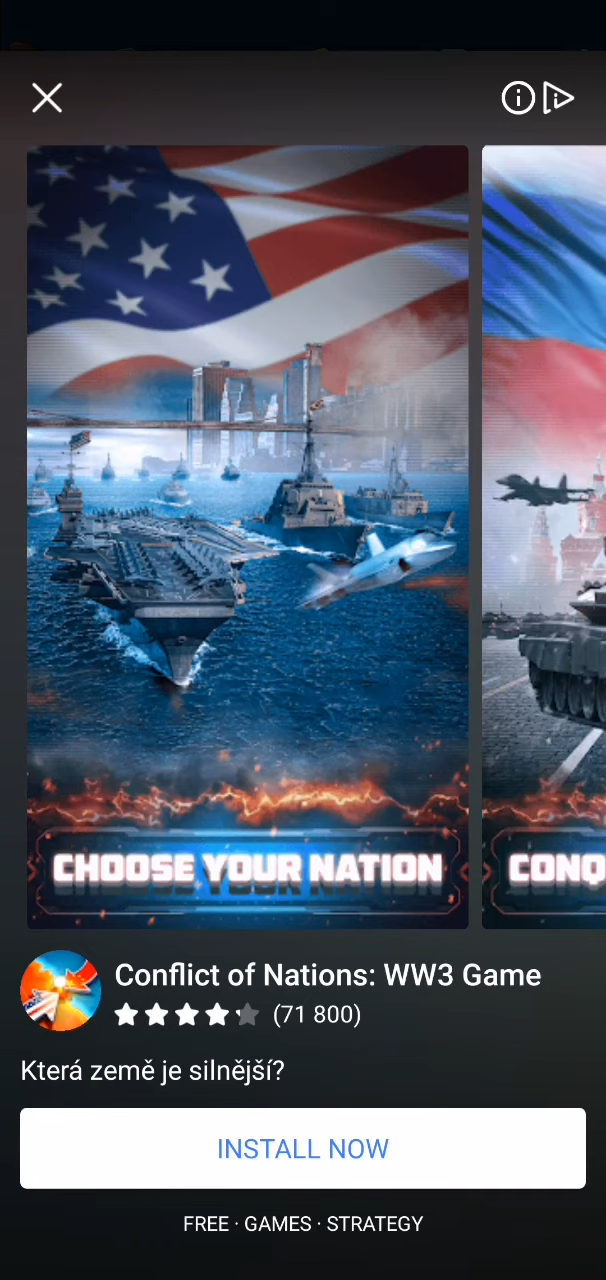 CHOOSE YOUR NATION
CONQ
Conflict of Nations: WW3 Game
(71 800)
Která země je silnější?
INSTALL NOW
FREE · GAMES · STRATEGY